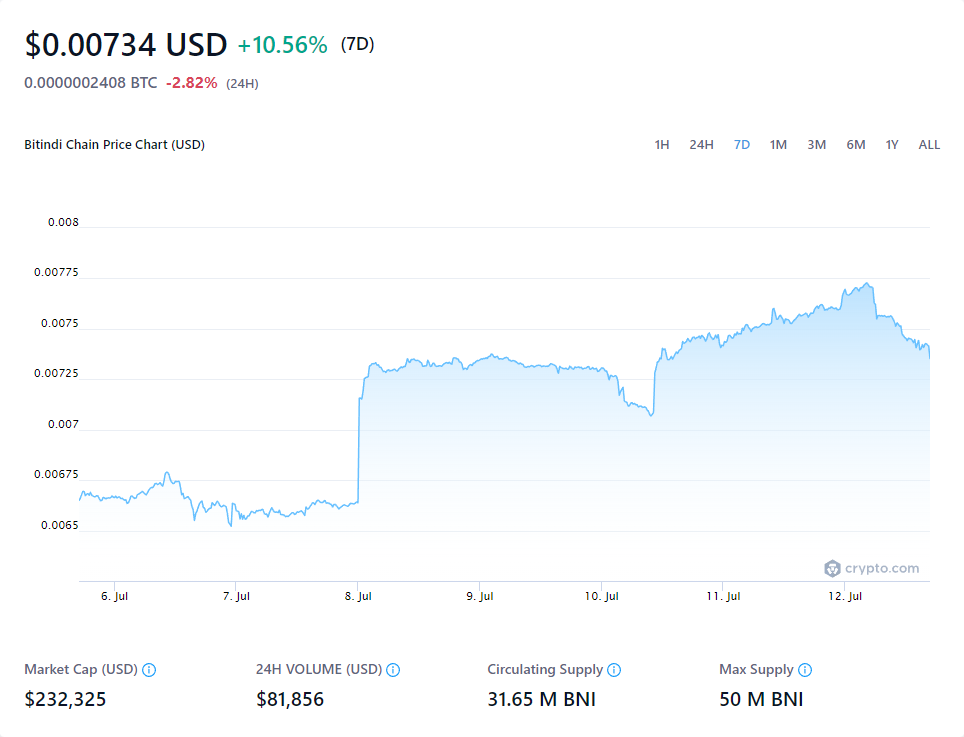 $0.00734 USD +10.56% (7D)
0.0000002408 BTC -2.82% (24H)
Bitindi Chain Price Chart (USD) 1H 24H 7D 1M 3M 6M 1Y ALL
0.008
0.00775
0.0075
0.00725
0.007
0.00675
0.0065
crypto.com
6. Jul 7. Jul 8. Jul 9. Jul 10. Jul 11. Jul 12. Jul
Market Cap (USD) 24H VOLUME (USD) Circulating Supply Max Supply
$232,325 $81,856 31.65 M BNI 50 M BNI